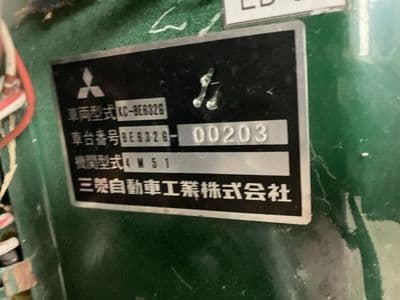 車両型式 KC-BE632G
車台番号 BE632G-00203
機関型式 4M51
三菱自動車工業株式会社